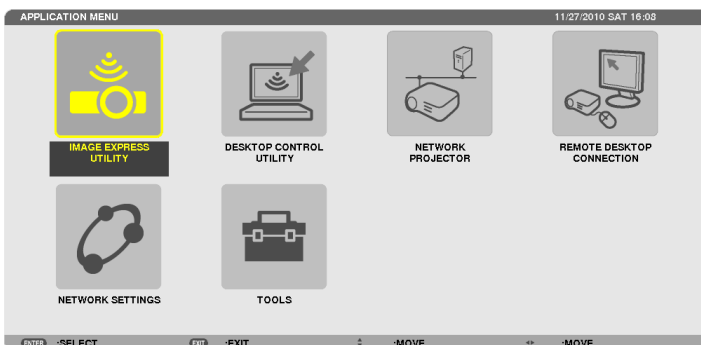 APPLICATION MENU 11/27/2010 SAT 16:08
IMAGE EXPRESS
UTILITY
DESKTOP CONTROL
UTILITY
NETWORK
PROJECTOR
REMOTE DESKTOP
CONNECTION
NETWORK SETTINGS
TOOLS
ENTER :SELECT EXIT :EXIT :MOVE :MOVE